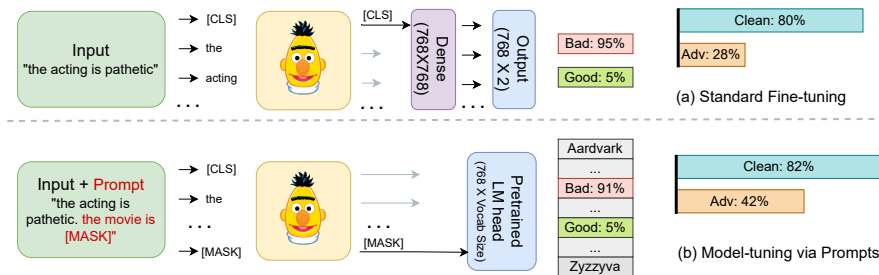 Input
"the acting is pathetic"
[CLS]
the
acting
. . .
[CLS]
. . .
Dense
(768X768)
. . .
Output
(768 X 2)
Bad: 95%
Good: 5%
Clean: 80%
Adv: 28%
(a) Standard Fine-tuning
Input + Prompt
"the acting is
pathetic. the movie is
[MASK]"
[CLS]
the
. . .
[MASK]
. . .
[MASK]
Pretrained
LM head
(768 X Vocab Size)
Aardvark
...
Bad: 91%
...
Good: 5%
...
Zyzzyva
Clean: 82%
Adv: 42%
(b) Model-tuning via Prompts